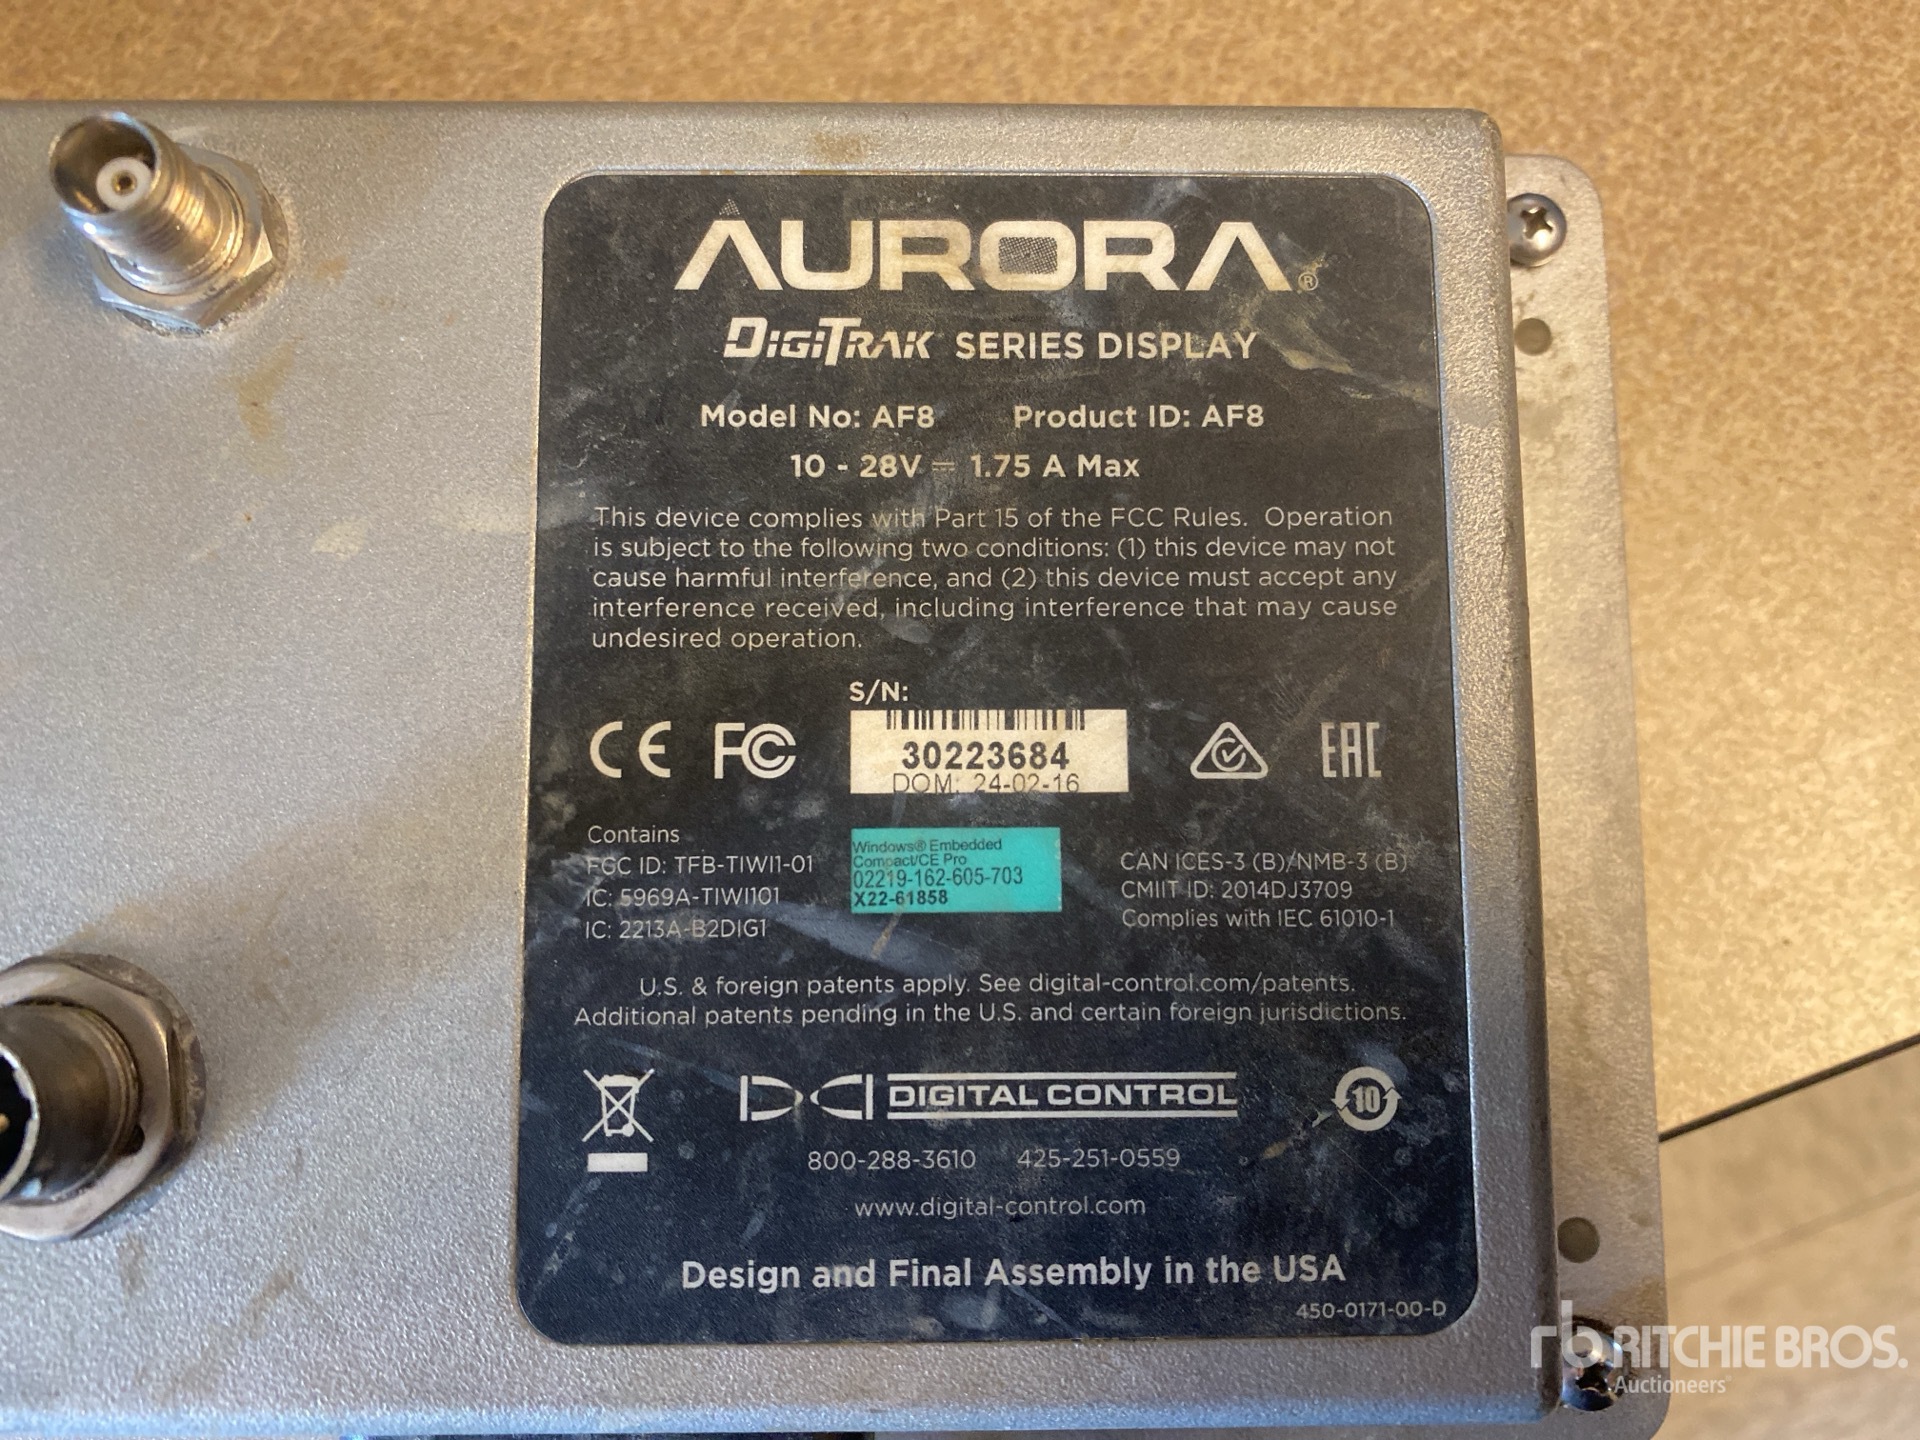 AURORA®
DIGITRAK SERIES DISPLAY
Model No: AF8 Product ID: AF8
10 - 28V ⎓ 1.75 A Max
This device complies with Part 15 of the FCC Rules. Operation
is subject to the following two conditions: (1) this device may not
cause harmful interference, and (2) this device must accept any
interference received, including interference that may cause
undesired operation.
S/N:
CE FC 30223684 EAC
DOM: 24-02-16
Contains
FCC ID: TFB-TIWI1-01
IC: 5969A-TIWI101
IC: 2213A-B2DIG1
Windows® Embedded
Compact/CE Pro
02219-162-605-703
X22-61858
CAN ICES-3 (B)/NMB-3 (B)
CMIIT ID: 2014DJ3709
Complies with IEC 61010-1
U.S. & foreign patents apply. See digital-control.com/patents.
Additional patents pending in the U.S. and certain foreign jurisdictions.
DCI DIGITAL CONTROL 10
800-288-3610 425-251-0559
www.digital-control.com
Design and Final Assembly in the USA
450-0171-00-D
rb RITCHIE BROS.
Auctioneers